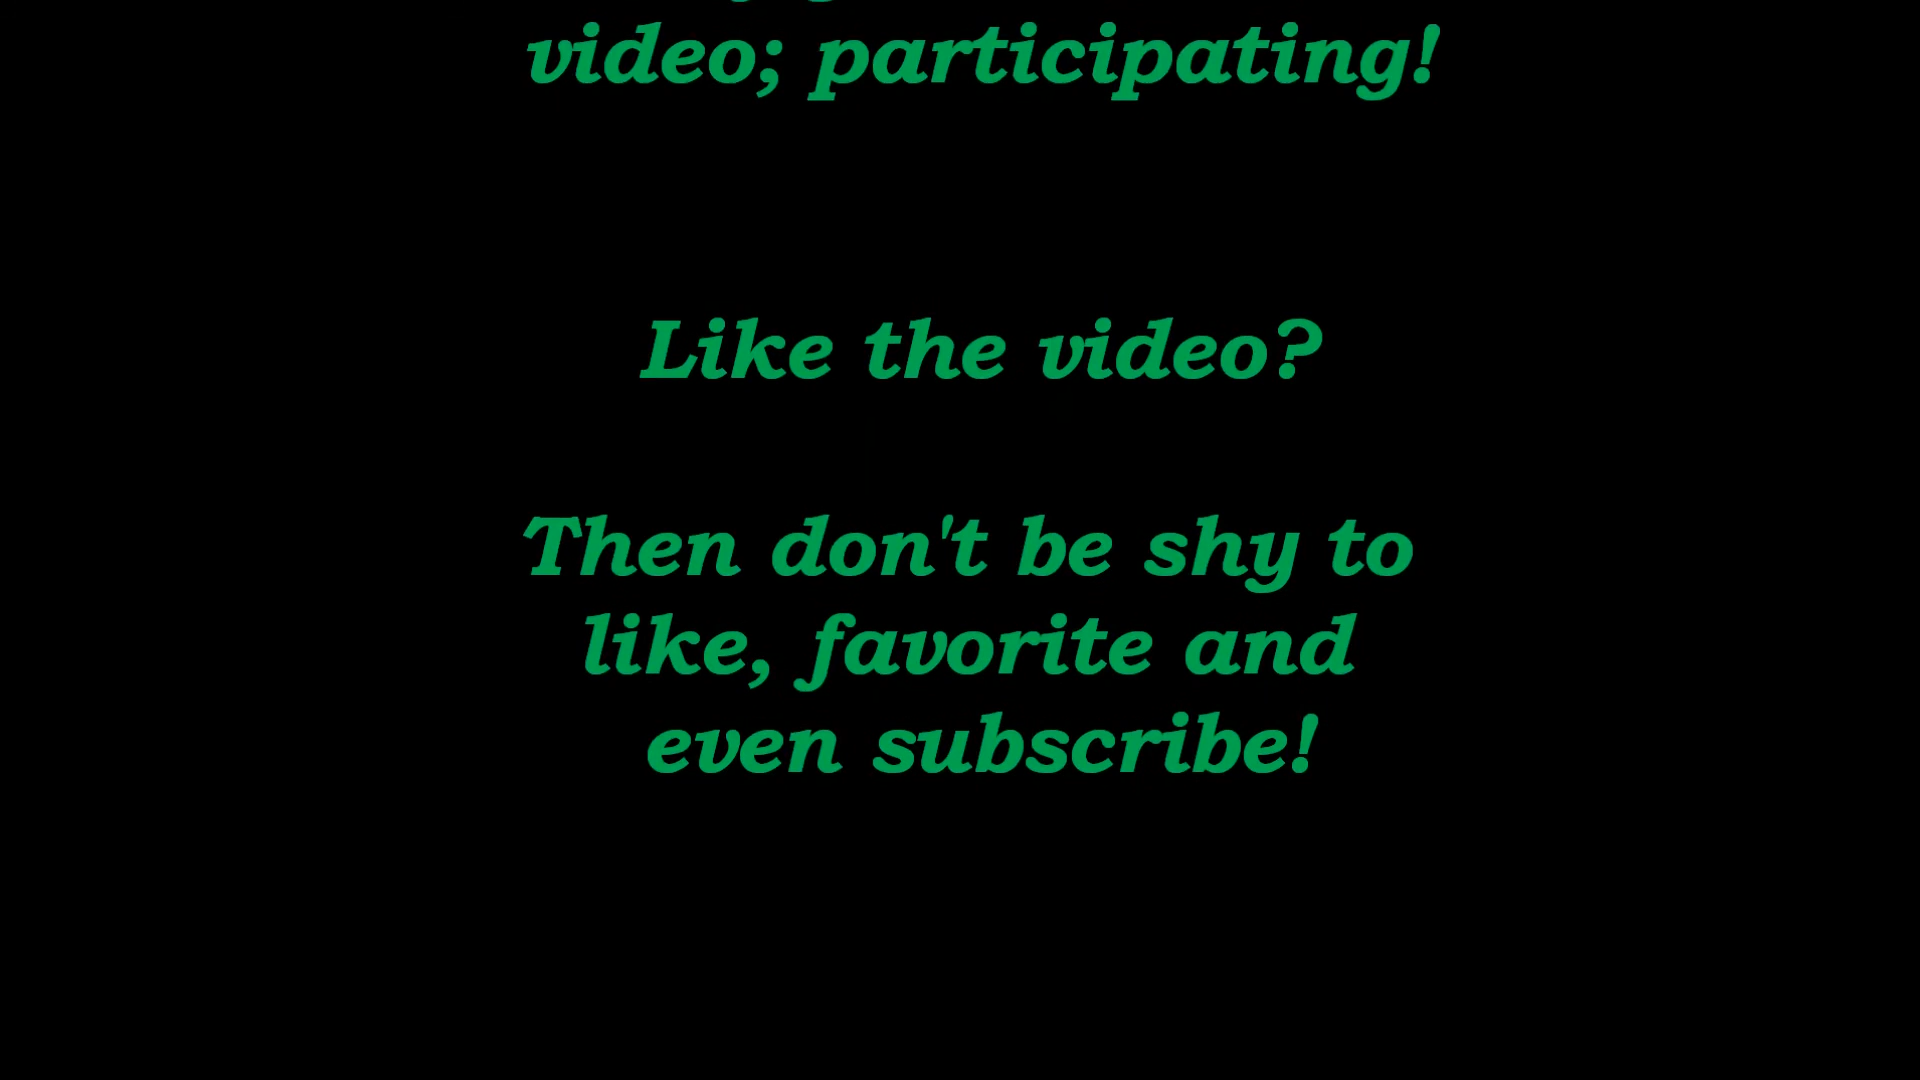 video; participating!
Like the video?
Then don't be shy to
like, favorite and
even subscribe!